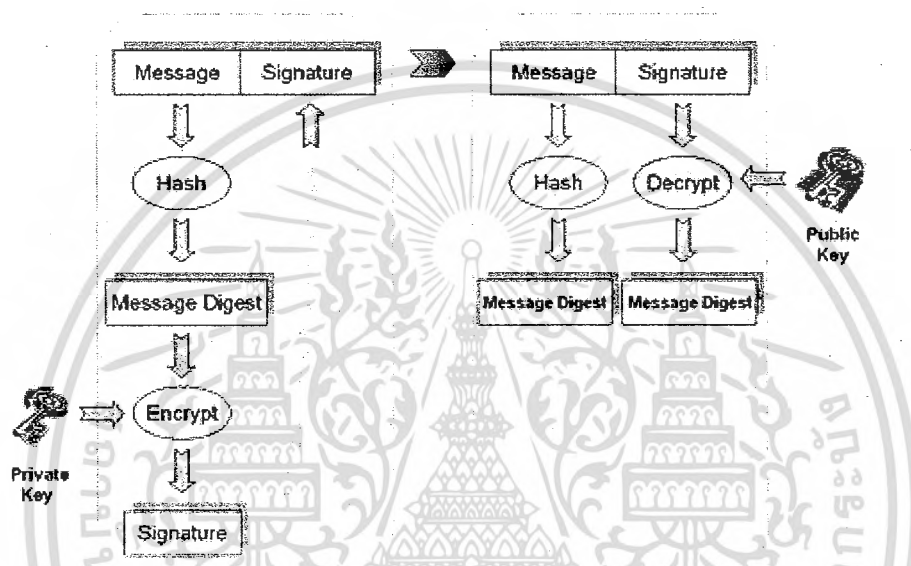 Message Signature
Hash
Message Digest
Encrypt
Private
Key
Signature
Message Signature
Hash Decrypt
Public
Key
Message Digest Message Digest